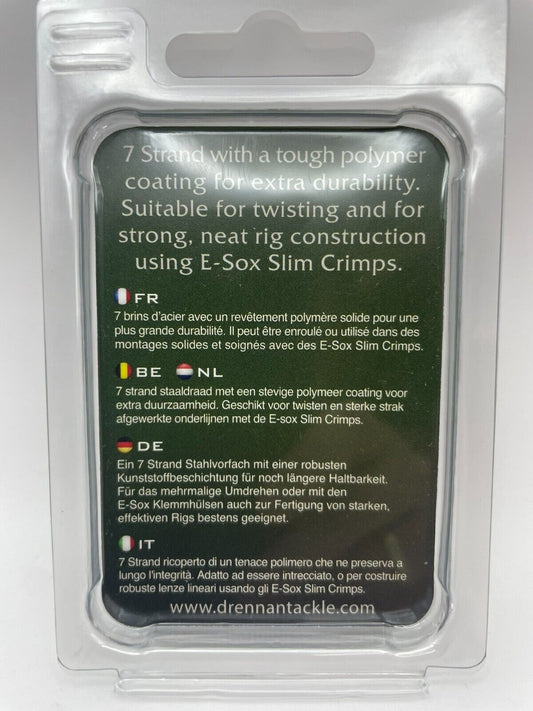 7 Strand with a tough polymer
coating for extra durability.
Suitable for twisting and for
strong, neat rig construction
using E-Sox Slim Crimps.
FR
7 brins d'acier avec un revêtement polymère solide pour une
plus grande durabilité. Il peut être enroulé ou utilisé dans des
montages solides et soignés avec des E-Sox Slim Crimps.
BE NL
7 strand staaldraad met een stevige polymeer coating voor
extra duurzaamheid. Geschikt voor twisten en sterke strak
afgewerkte onderlijnen met de E-sox Slim Crimps.
DE
Ein 7 Strand Stahlvorfach mit einer robusten
Kunststoffbeschichtung für noch längere Haltbarkeit.
Für das mehrmalige Umdrehen oder mit den
E-Sox Klemmhülsen auch zur Fertigung von starken,
effektiven Rigs bestens geeignet.
IT
7 Strand ricoperto di un tenace polimero che ne preserva a
lungo l'integrità. Adatto ad essere intrecciato, o per costruire
robuste lenze lineari usando gli E-Sox Slim Crimps.
www.drennantackle.com